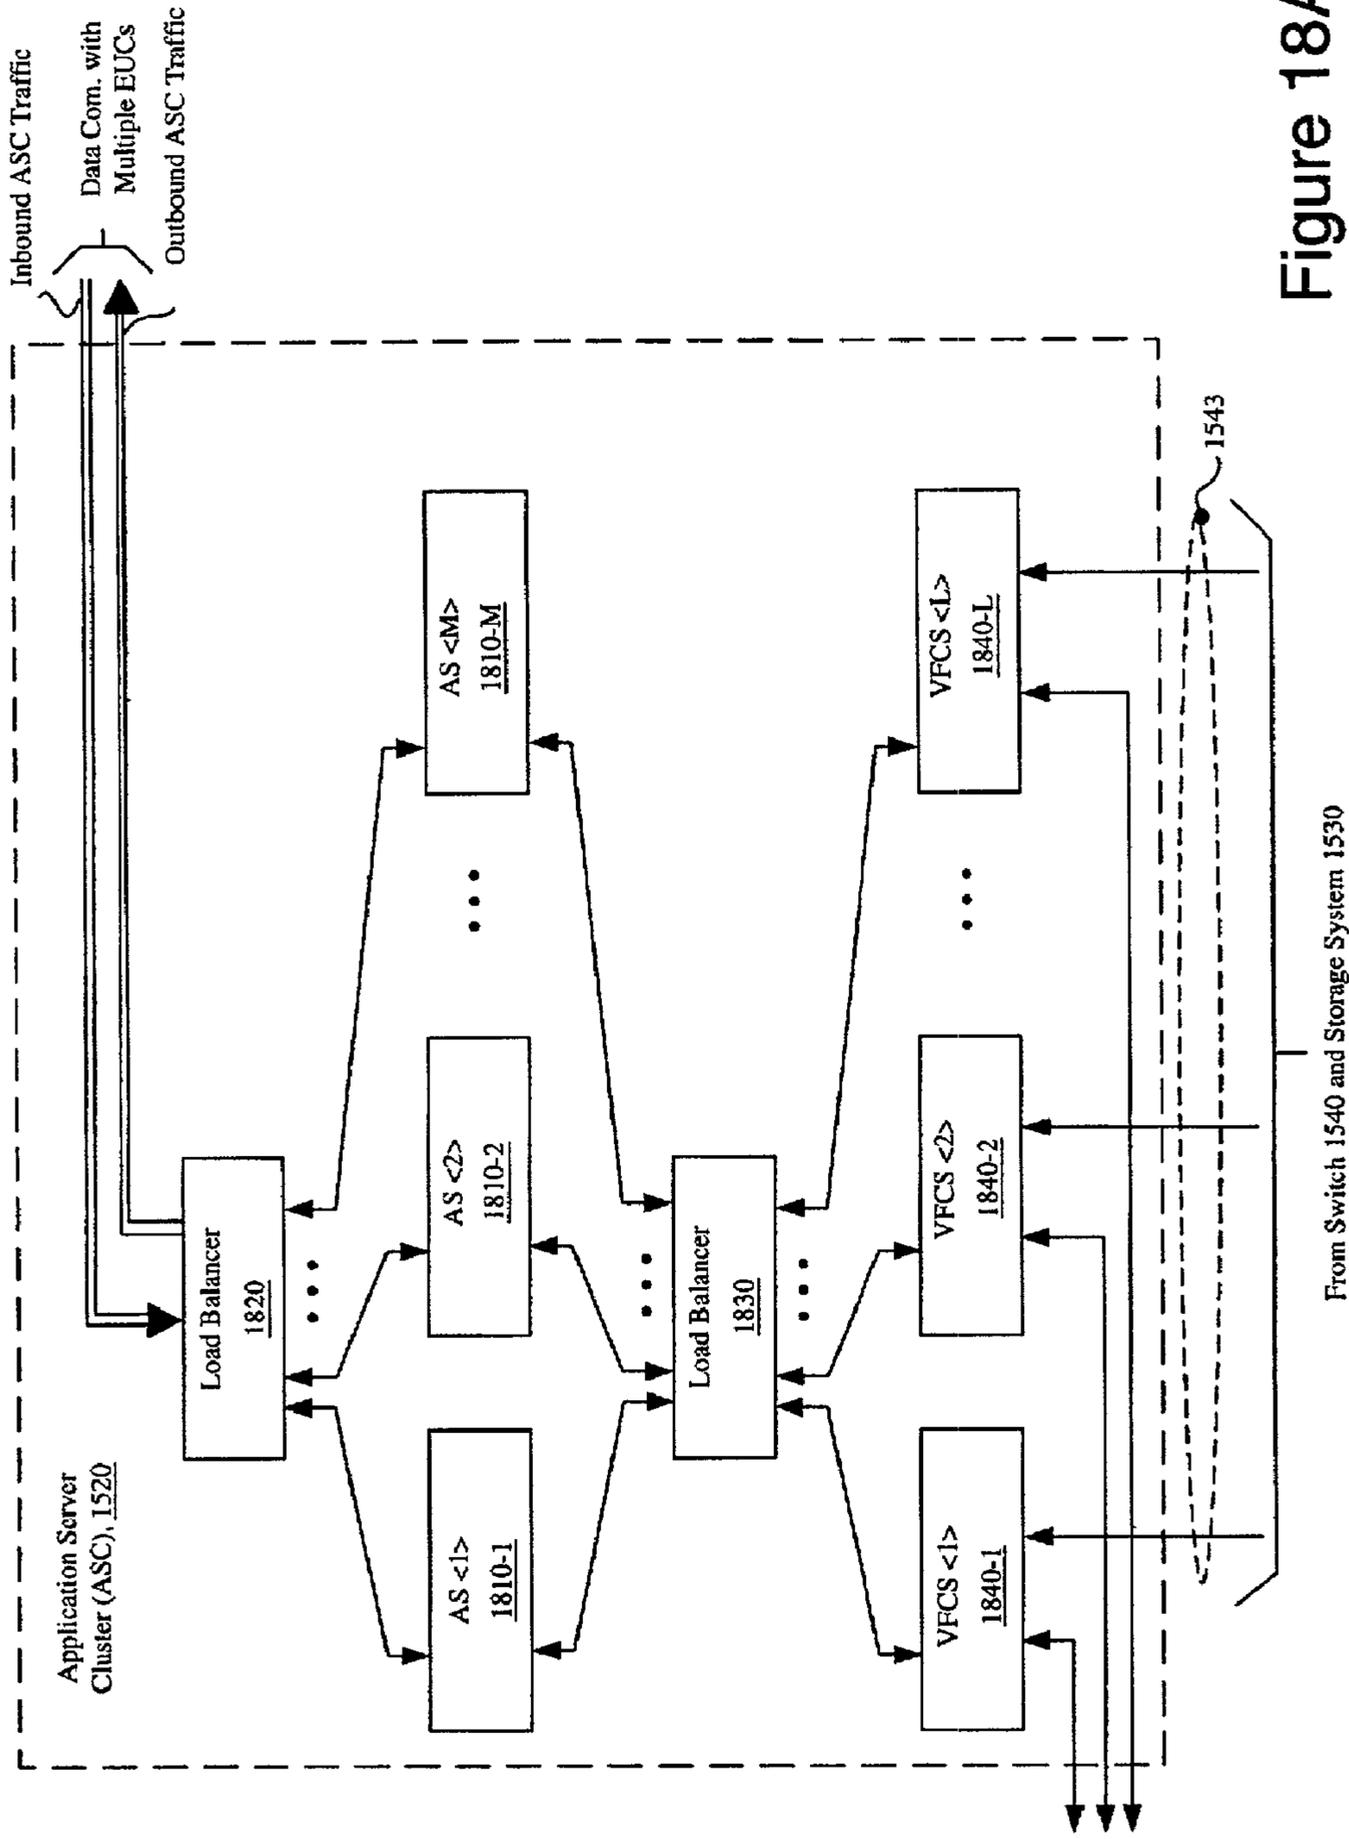 Inbound ASC Traffic
Data Com. with
Multiple EUCs
Outbound ASC Traffic
Application Server
Cluster (ASC), 1520
Load Balancer
1820
AS <1>
1810-1
AS <2>
1810-2
AS <M>
1810-M
Load Balancer
1830
VFCS <1>
1840-1
VFCS <2>
1840-2
VFCS <L>
1840-L
1543
From Switch 1540 and Storage System 1530
Figure 18A